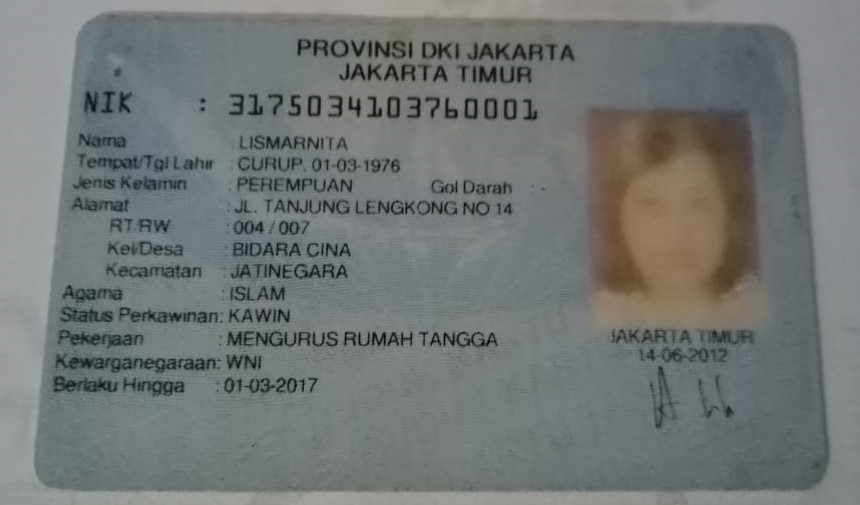 PROVINSI DKI JAKARTA
JAKARTA TIMUR
NIK : 3175034103760001
Nama : LISMARNITA
Tempat/Tgl Lahir : CURUP, 01-03-1976
Jenis Kelamin : PEREMPUAN Gol Darah : -
Alamat : JL. TANJUNG LENGKONG NO 14
RT/RW : 004 / 007
Kel/Desa : BIDARA CINA
Kecamatan : JATINEGARA
Agama : ISLAM
Status Perkawinan: KAWIN
Pekerjaan : MENGURUS RUMAH TANGGA
Kewarganegaraan: WNI
Berlaku Hingga : 01-03-2017
JAKARTA TIMUR
14-06-2012